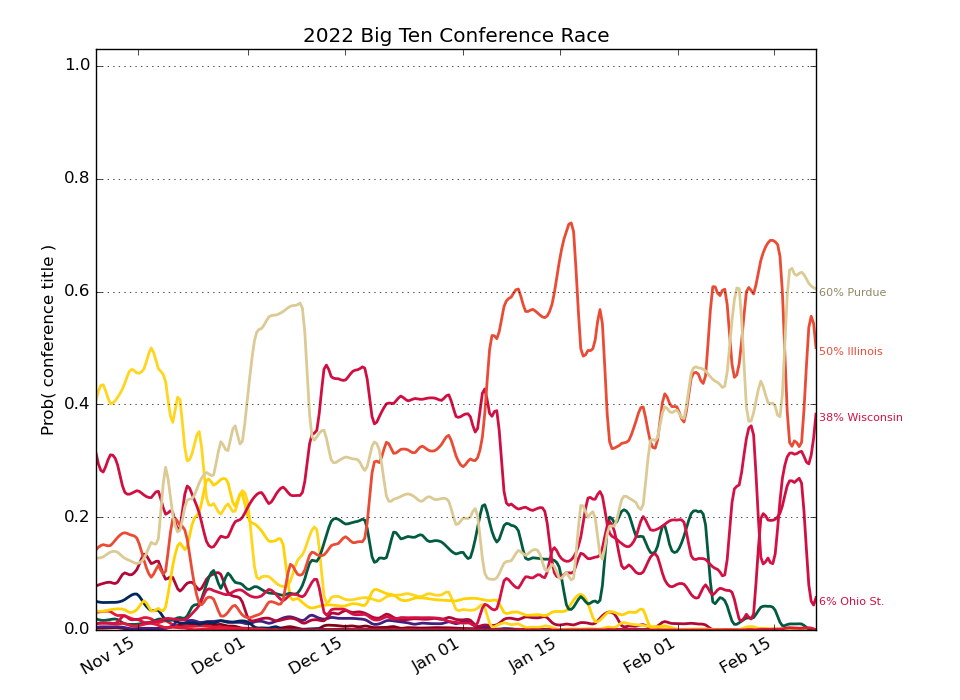 2022 Big Ten Conference Race
Prob( conference title )
1.0
0.8
0.6
0.4
0.2
0.0
60% Purdue
50% Illinois
38% Wisconsin
6% Ohio St.
Nov 15
Dec 01
Dec 15
Jan 01
Jan 15
Feb 01
Feb 15